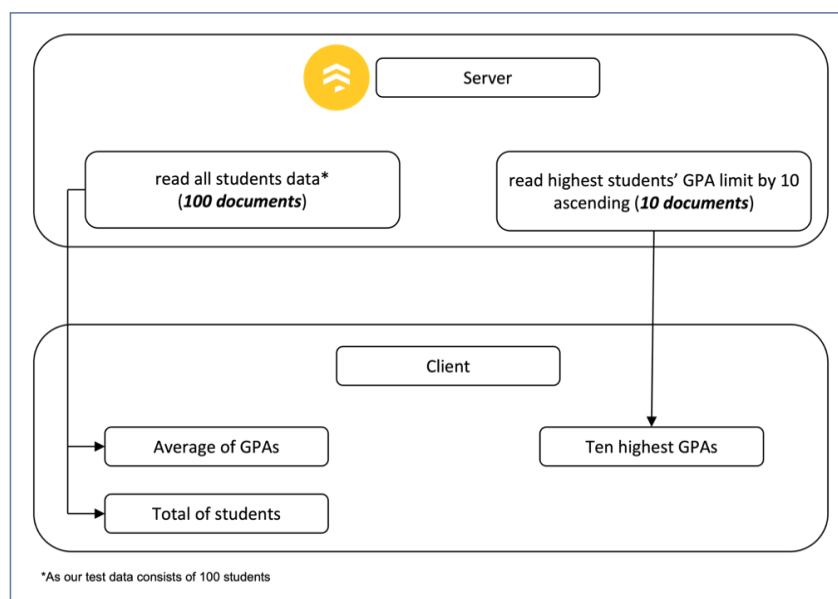 Server
read all students data*
(100 documents)
read highest students’ GPA limit by 10
ascending (10 documents)
Client
Average of GPAs
Ten highest GPAs
Total of students
*As our test data consists of 100 students